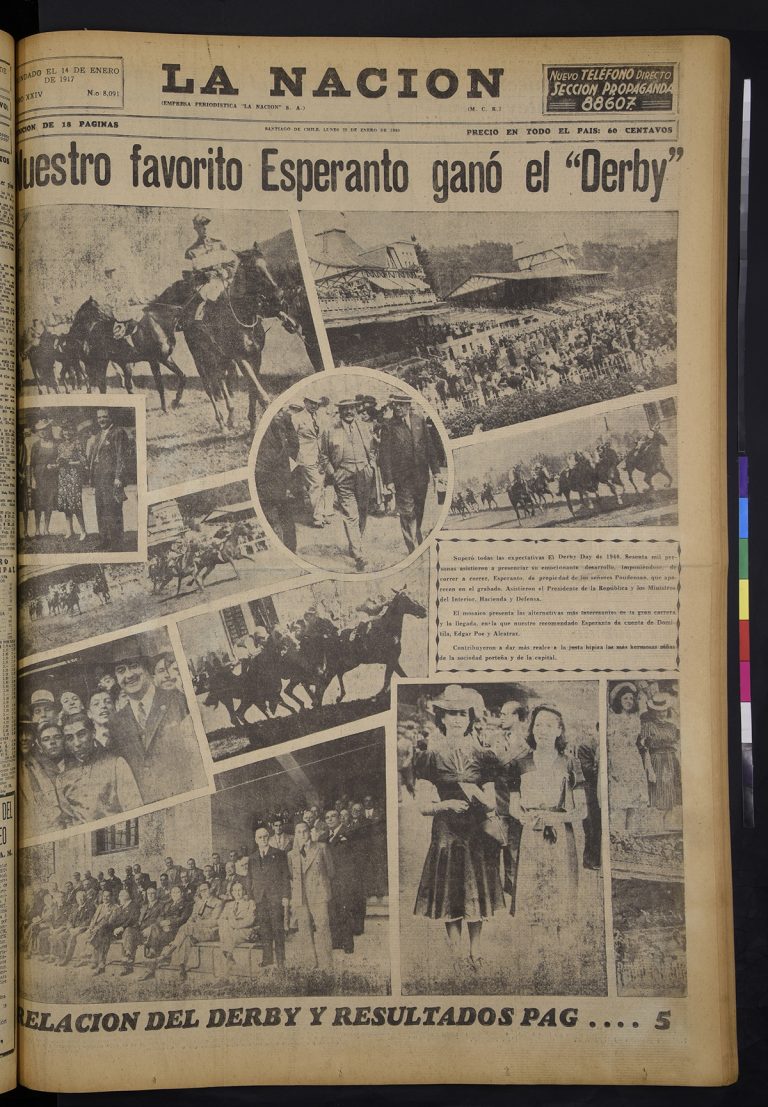 NDADO EL 14 DE ENERO
DE 1917
O XXIV N.o 8,091
LA NACION
(EMPRESA PERIODISTICA "LA NACION" S. A.)
(M. C. R.)
NUEVO TELÉFONO DIRECTO
SECCION PROPAGANDA
88607
ION DE 18 PAGINAS
SANTIAGO DE CHILE, LUNES DE ENERO DE
PRECIO EN TODO EL PAIS: 60 CENTAVOS
Nuestro favorito Esperanto ganó el "Derby"
Superó todas las expectativas El Derby Day de 1940. Sesenta mil per
sonas asistieron a presenciar su emocionante desarrollo, imponiéndose, de
correr a correr, Esperanto, de propiedad de los señores que apa
recen en el grabado. Asistieron el Presidente de la República y los Ministros
del Interior, Hacienda y Defensa.
El mosaico presenta las alternativas más interesantes de la gran carrera
y la llegada, en la que nuestro recomendado Esperanto da cuenta de Domi
tila, Edgar Poe y Alcatraz.
Contribuyeron a dar más realce a la justa hípica las más hermosas niñas
de la sociedad porteña y de la capital.
RELACION DEL DERBY Y RESULTADOS PAG .... 5